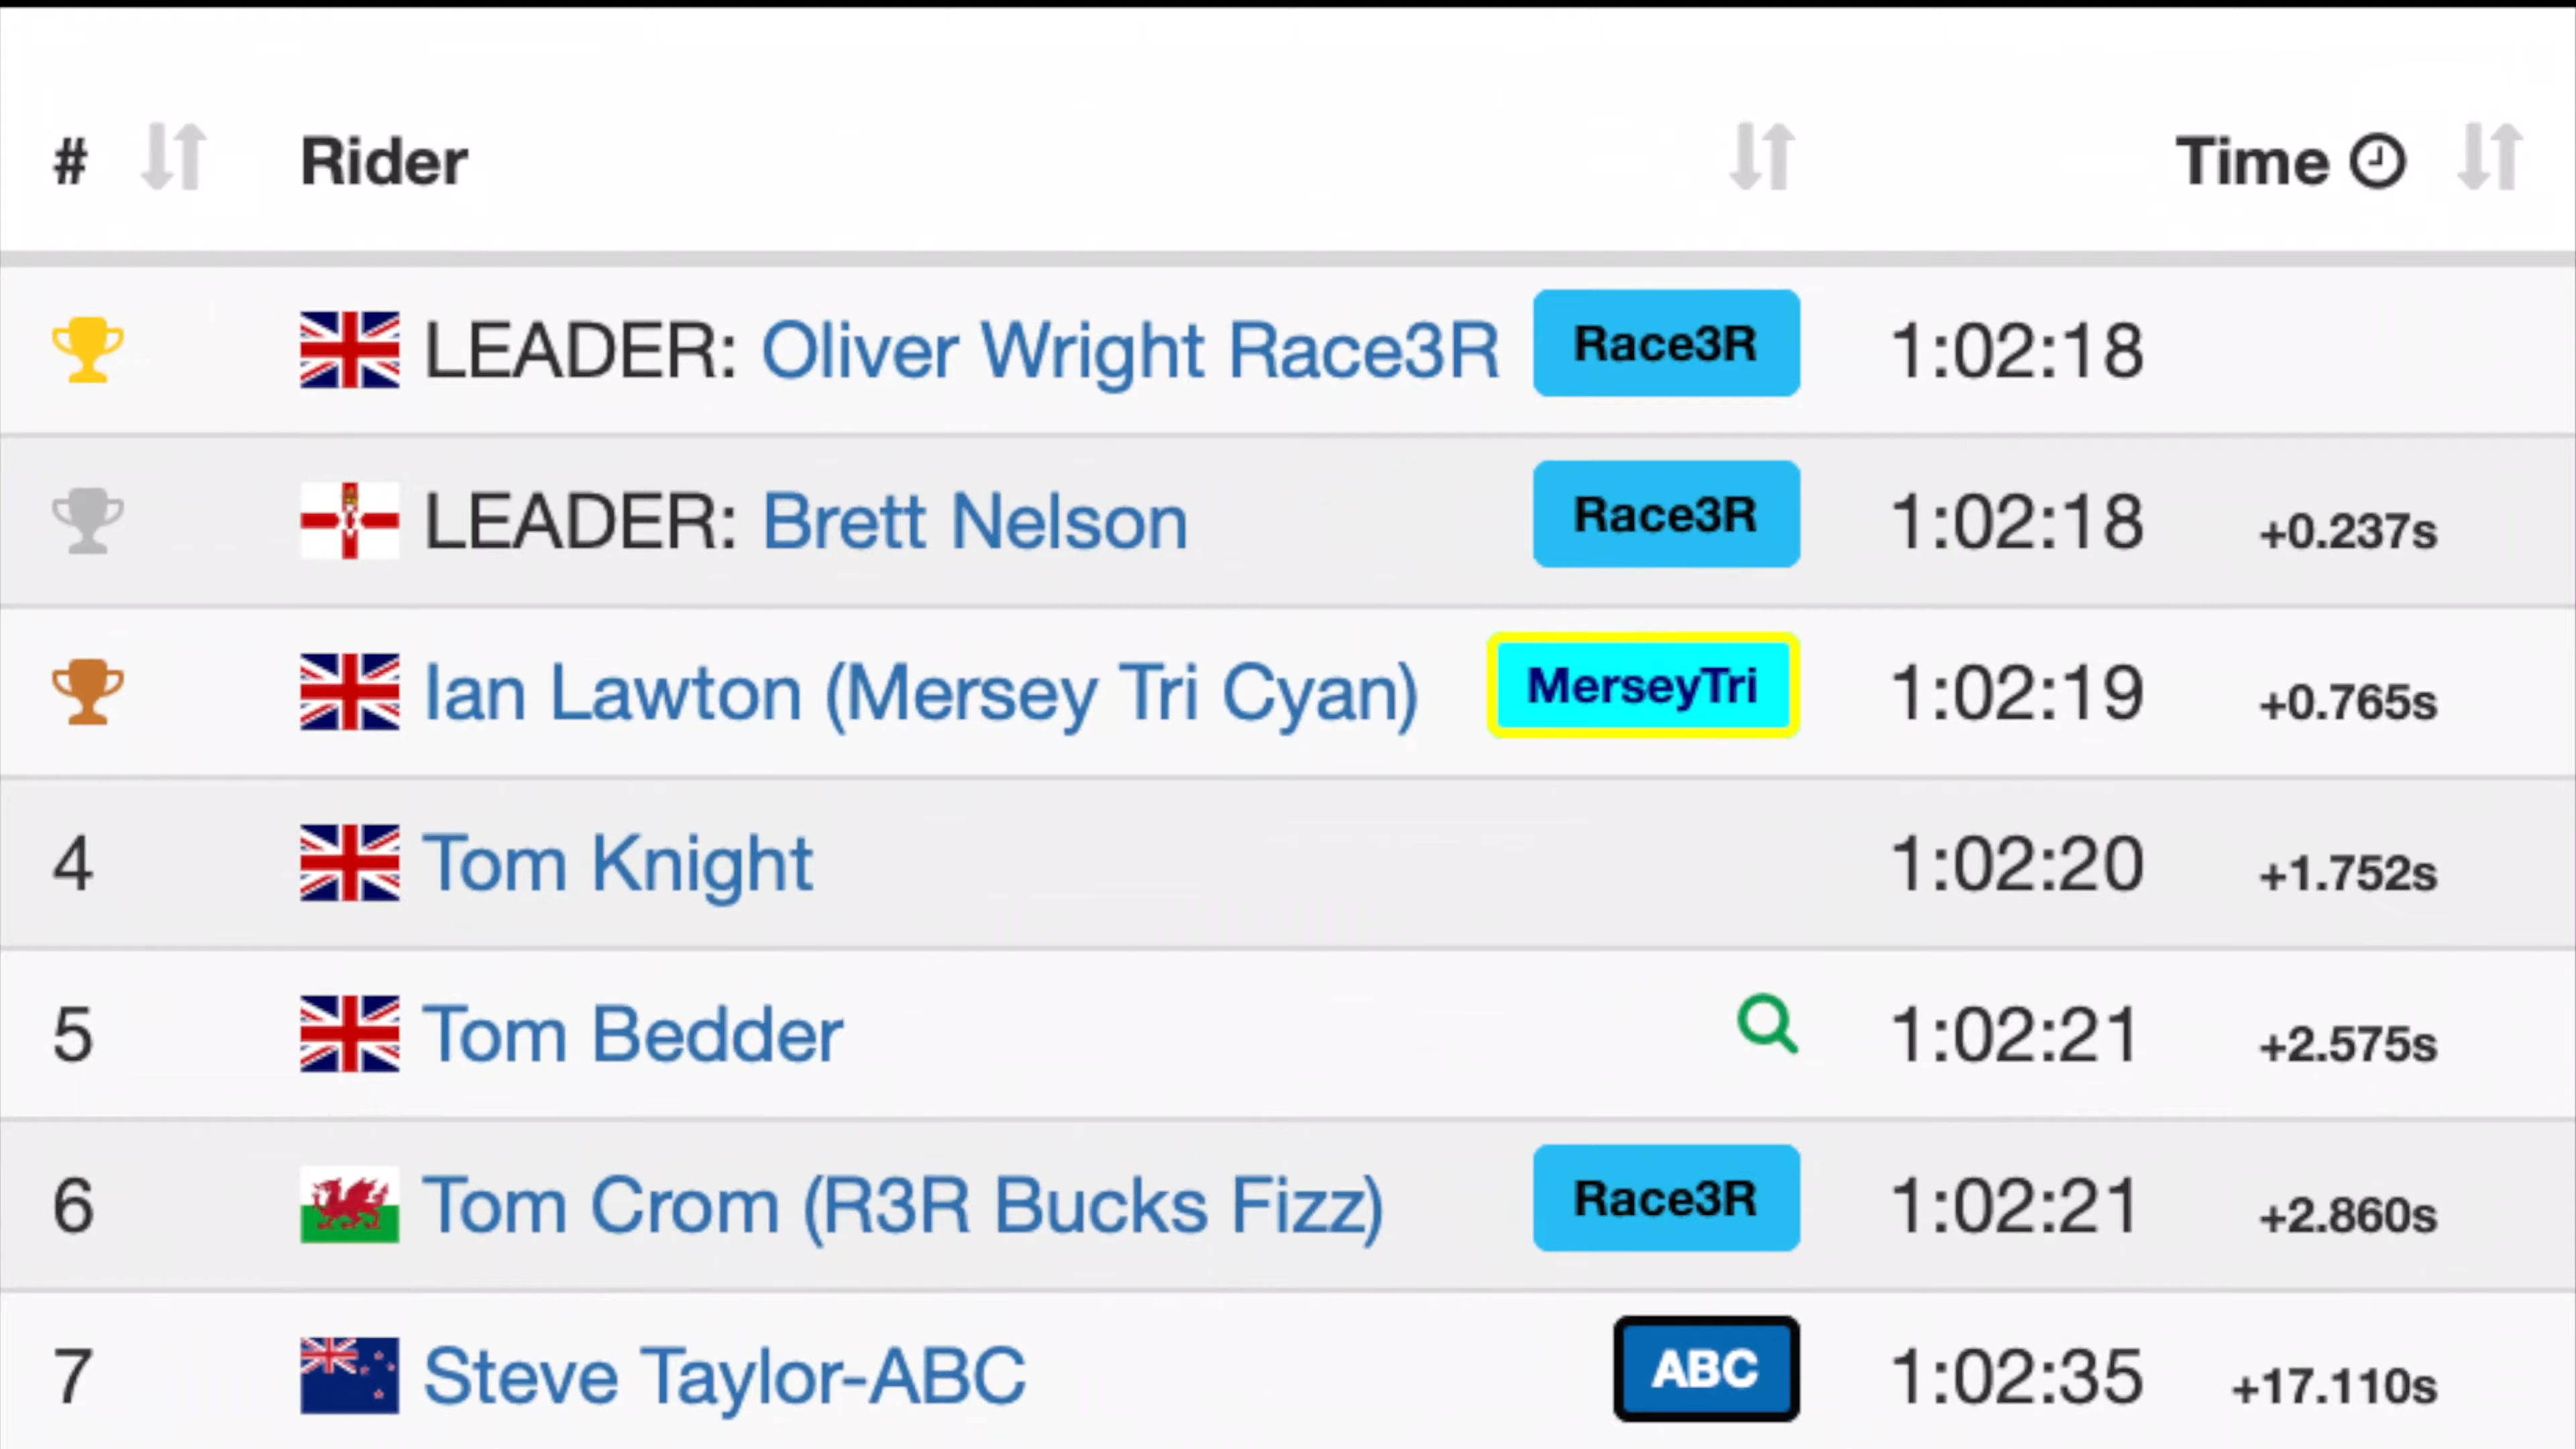 # Rider Time
LEADER: Oliver Wright Race3R Race3R 1:02:18
LEADER: Brett Nelson Race3R 1:02:18 +0.237s
Ian Lawton (Mersey Tri Cyan) MerseyTri 1:02:19 +0.765s
4 Tom Knight 1:02:20 +1.752s
5 Tom Bedder 1:02:21 +2.575s
6 Tom Crom (R3R Bucks Fizz) Race3R 1:02:21 +2.860s
7 Steve Taylor-ABC ABC 1:02:35 +17.110s